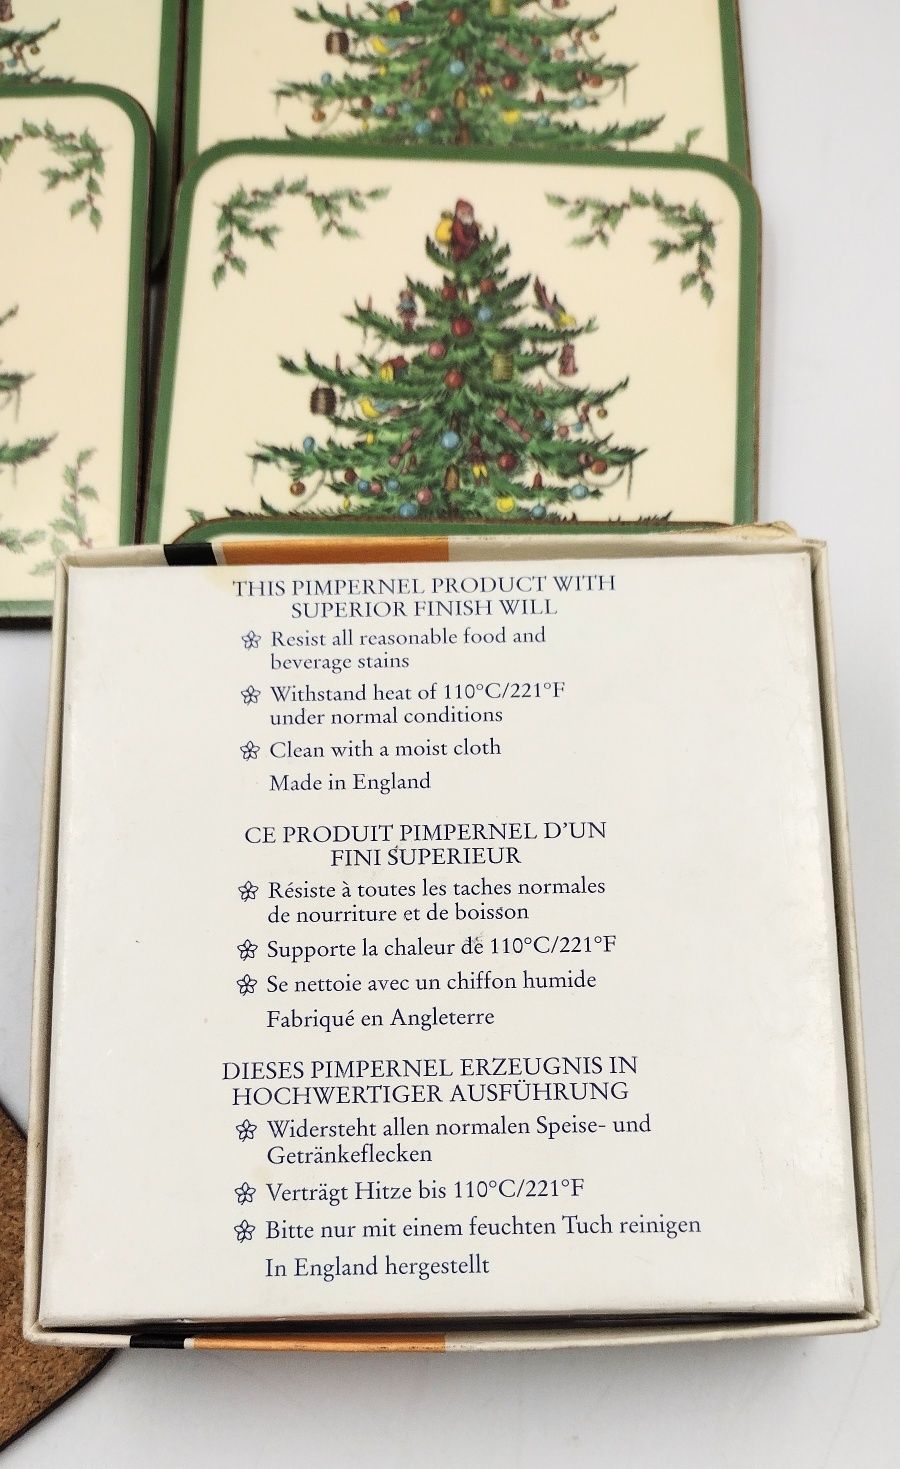 THIS PIMPERNEL PRODUCT WITH
SUPERIOR FINISH WILL
Resist all reasonable food and
beverage stains
Withstand heat of 110°C/221°F
under normal conditions
Clean with a moist cloth
Made in England
CE PRODUIT PIMPERNEL D'UN
FINI SUPERIEUR
Résiste à toutes les taches normales
de nourriture et de boisson
Supporte la chaleur de 110°C/221°F
Se nettoie avec un chiffon humide
Fabriqué en Angleterre
DIESES PIMPERNEL ERZEUGNIS IN
HOCHWERTIGER AUSFÜHRUNG
Widersteht allen normalen Speise- und
Getränkeflecken
Verträgt Hitze bis 110°C/221°F
Bitte nur mit einem feuchten Tuch reinigen
In England hergestellt